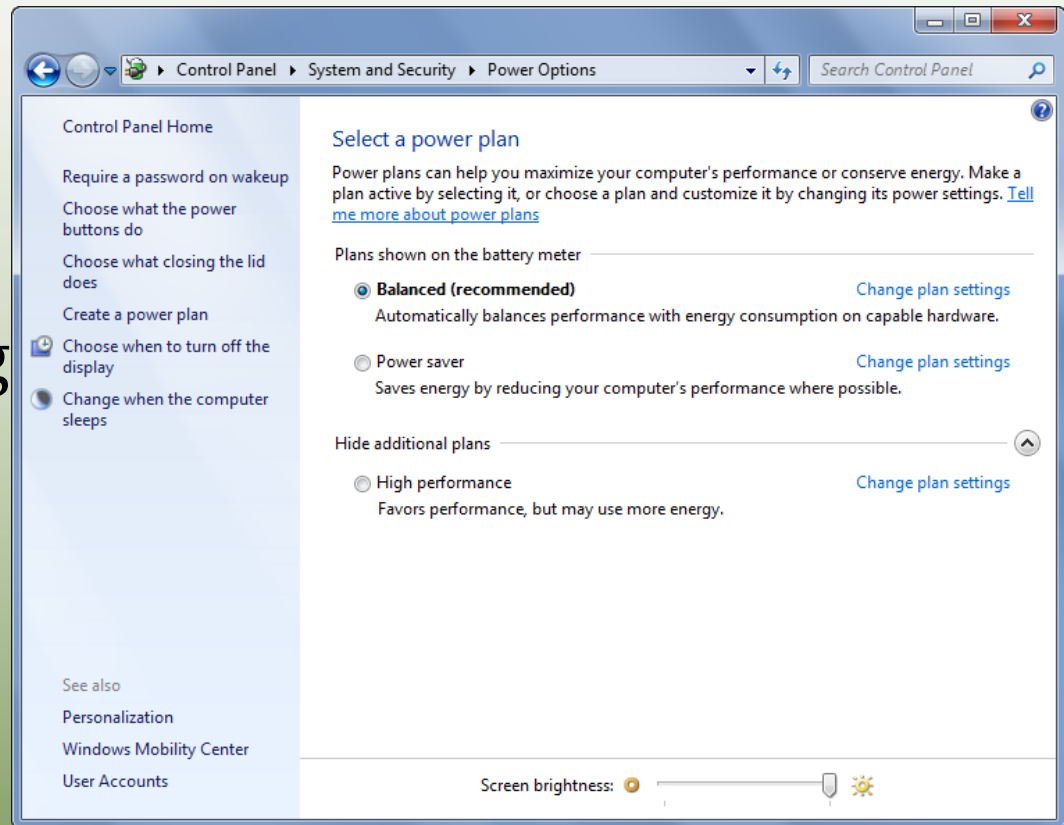 Control Panel
System and Security
Power Options
Search Control Panel
Control Panel Home
Require a password on wakeup
Choose what the power
buttons do
Choose what closing the lid
does
Create a power plan
Choose when to turn off the
display
Change when the computer
sleeps
See also
Personalization
Windows Mobility Center
User Accounts
Select a power plan
Power plans can help you maximize your computer's performance or conserve energy. Make a
plan active by selecting it, or choose a plan and customize it by changing its power settings. Tell
me more about power plans
Plans shown on the battery meter
Balanced (recommended) Change plan settings
Automatically balances performance with energy consumption on capable hardware.
Power saver Change plan settings
Saves energy by reducing your computer's performance where possible.
Hide additional plans
High performance Change plan settings
Favors performance, but may use more energy.
Screen brightness:
g